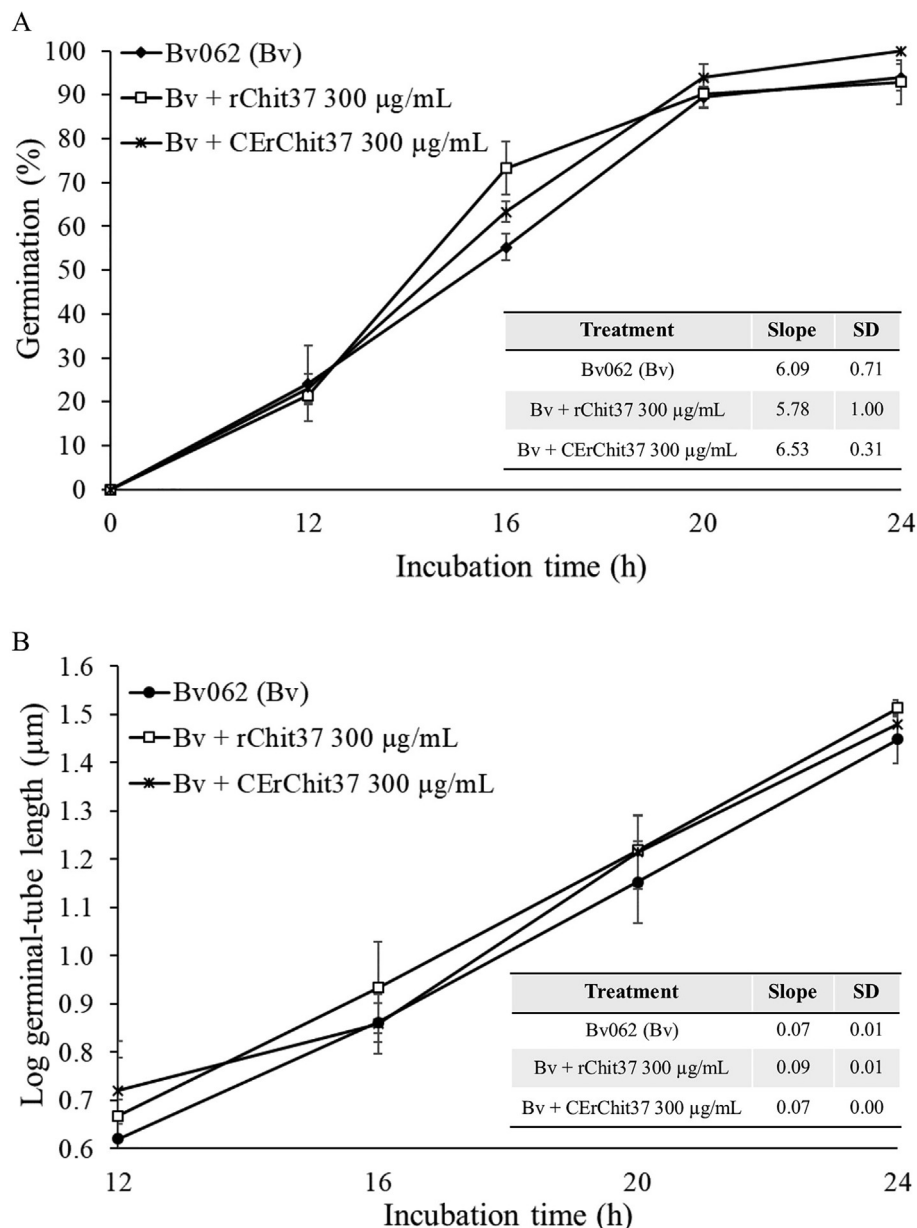 A
Bv062 (Bv)
Bv + rChit37 300 µg/mL
Bv + CErChit37 300 µg/mL
Germination (%)
100
90
80
70
60
50
40
30
20
10
0
Treatment Slope SD
Bv062 (Bv) 6.09 0.71
Bv + rChit37 300 µg/mL 5.78 1.00
Bv + CErChit37 300 µg/mL 6.53 0.31
0 12 16 20 24
Incubation time (h)
B
Bv062 (Bv)
Bv + rChit37 300 µg/mL
Bv + CErChit37 300 µg/mL
Log germinal-tube length (µm)
1.6
1.5
1.4
1.3
1.2
1.1
1.0
0.9
0.8
0.7
0.6
Treatment Slope SD
Bv062 (Bv) 0.07 0.01
Bv + rChit37 300 µg/mL 0.09 0.01
Bv + CErChit37 300 µg/mL 0.07 0.00
12 16 20 24
Incubation time (h)